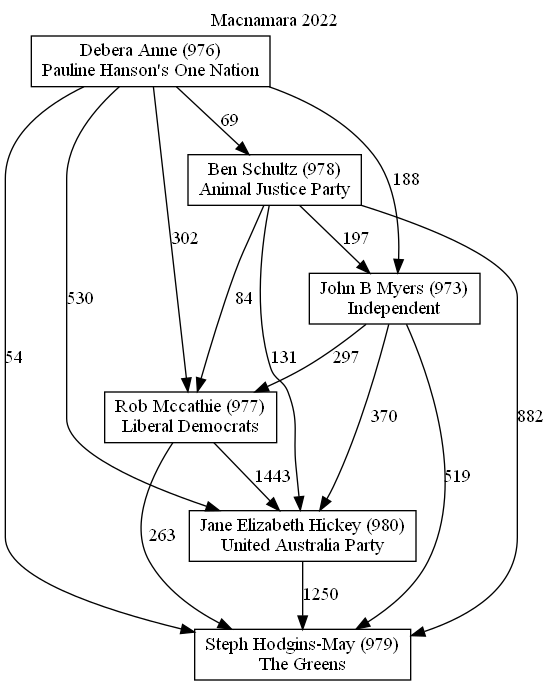 Macnamara 2022
Debera Anne (976)
Pauline Hanson's One Nation
69
Ben Schultz (978)
Animal Justice Party
188
302
197
530
84
John B Myers (973)
Independent
54
131
297
882
Rob Mccathie (977)
Liberal Democrats
370
1443
519
263
Jane Elizabeth Hickey (980)
United Australia Party
1250
Steph Hodgins-May (979)
The Greens